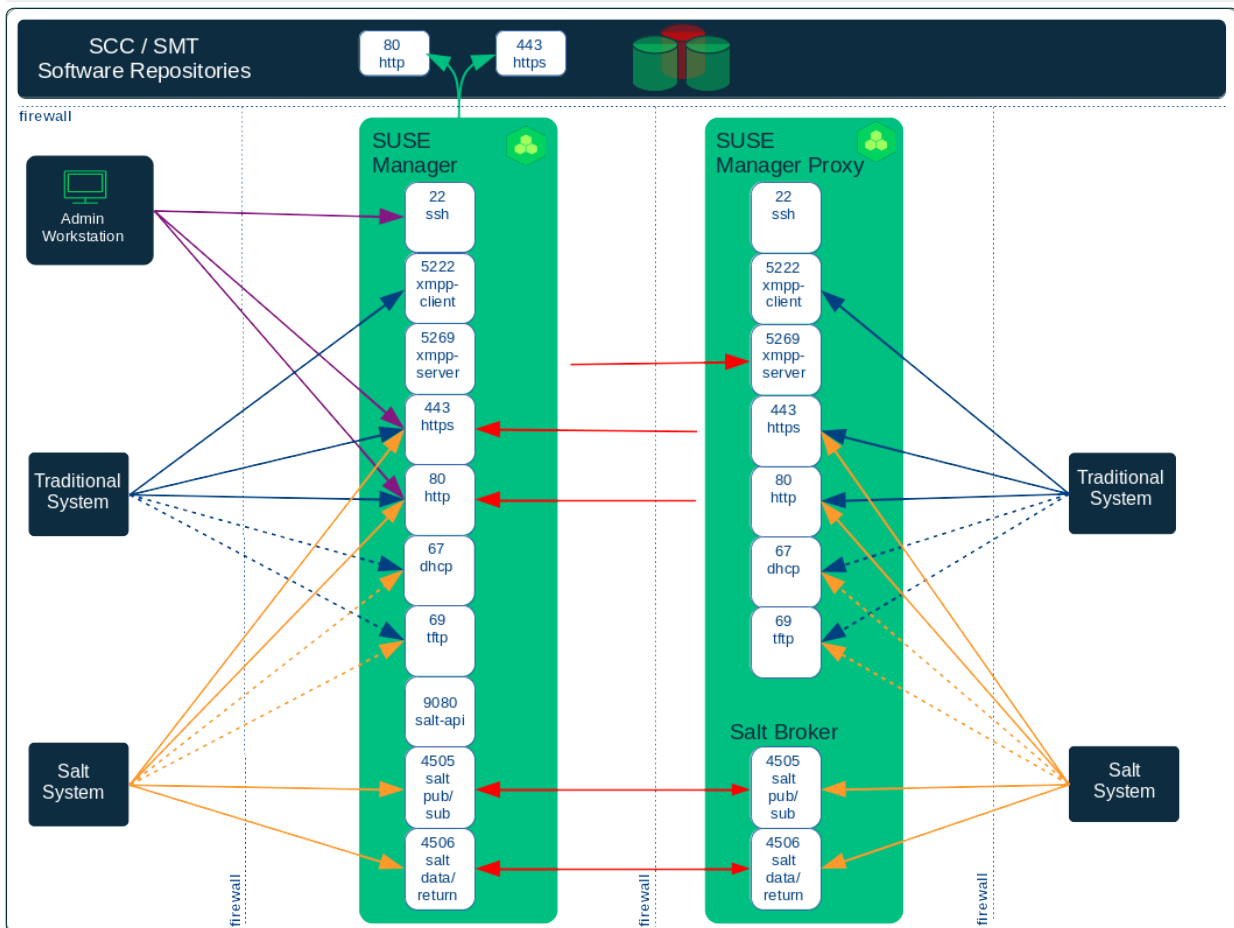 SCC / SMT
Software Repositories
80
http
443
https
firewall
Admin
Workstation
Traditional
System
Salt
System
firewall
SUSE
Manager
22
ssh
5222
xmpp-
client
5269
xmpp-
server
443
https
80
http
67
dhcp
69
tftp
9080
salt-api
4505
salt
pub/
sub
4506
salt
data/
return
firewall
SUSE
Manager Proxy
22
ssh
5222
xmpp-
client
5269
xmpp-
server
443
https
80
http
67
dhcp
69
tftp
Salt Broker
4505
salt
pub/
sub
4506
salt
data/
return
firewall
Traditional
System
Salt
System